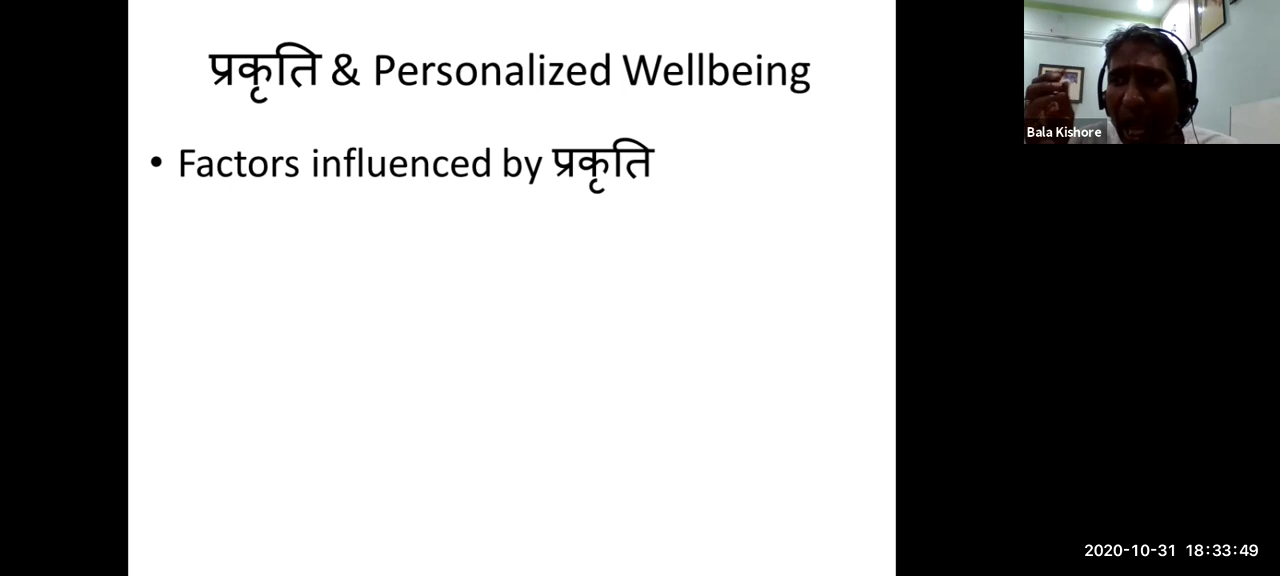 प्रकृति & Personalized Wellbeing
• Factors influenced by प्रकृति
Bala Kishore
2020-10-31 18:33:49